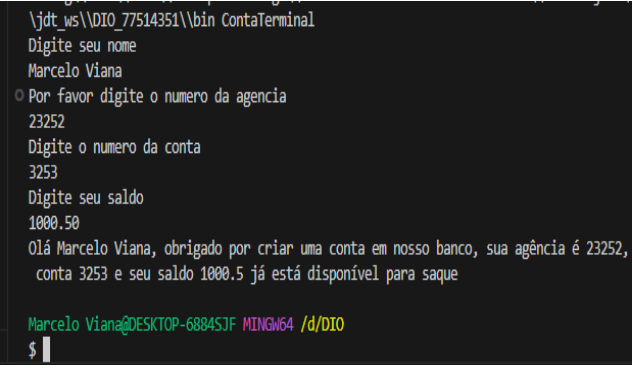 \jdt_ws\\DIO_77514351\\bin ContaTerminal
Digite seu nome
Marcelo Viana
Por favor digite o numero da agencia
23252
Digite o numero da conta
3253
Digite seu saldo
1000.50
Olá Marcelo Viana, obrigado por criar uma conta em nosso banco, sua agência é 23252,
conta 3253 e seu saldo 1000.5 já está disponível para saque
Marcelo Viana@DESKTOP-6884SJF MINGW64 /d/DIO
$